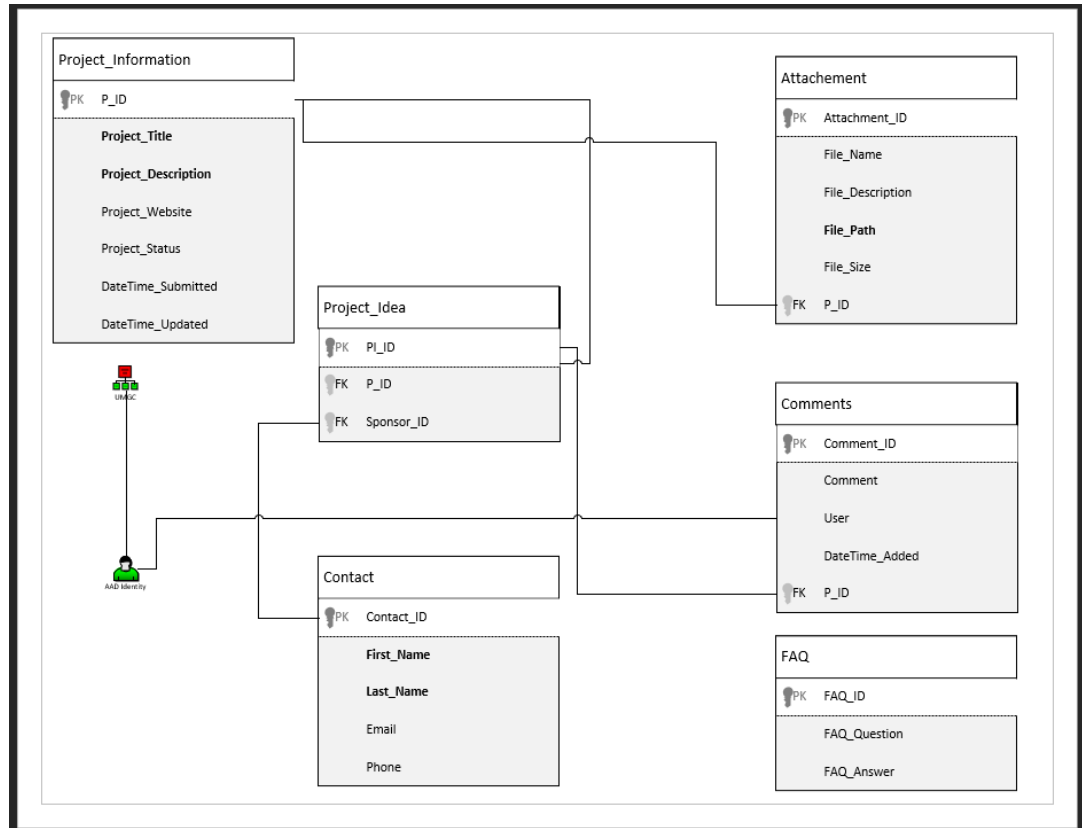 Project_Information
PK P_ID
Project_Title
Project_Description
Project_Website
Project_Status
DateTime_Submitted
DateTime_Updated
UMGC
AAD Identity
Project_Idea
PK PI_ID
FK P_ID
FK Sponsor_ID
Contact
PK Contact_ID
First_Name
Last_Name
Email
Phone
Attachement
PK Attachment_ID
File_Name
File_Description
File_Path
File_Size
FK P_ID
Comments
PK Comment_ID
Comment
User
DateTime_Added
FK P_ID
FAQ
PK FAQ_ID
FAQ_Question
FAQ_Answer